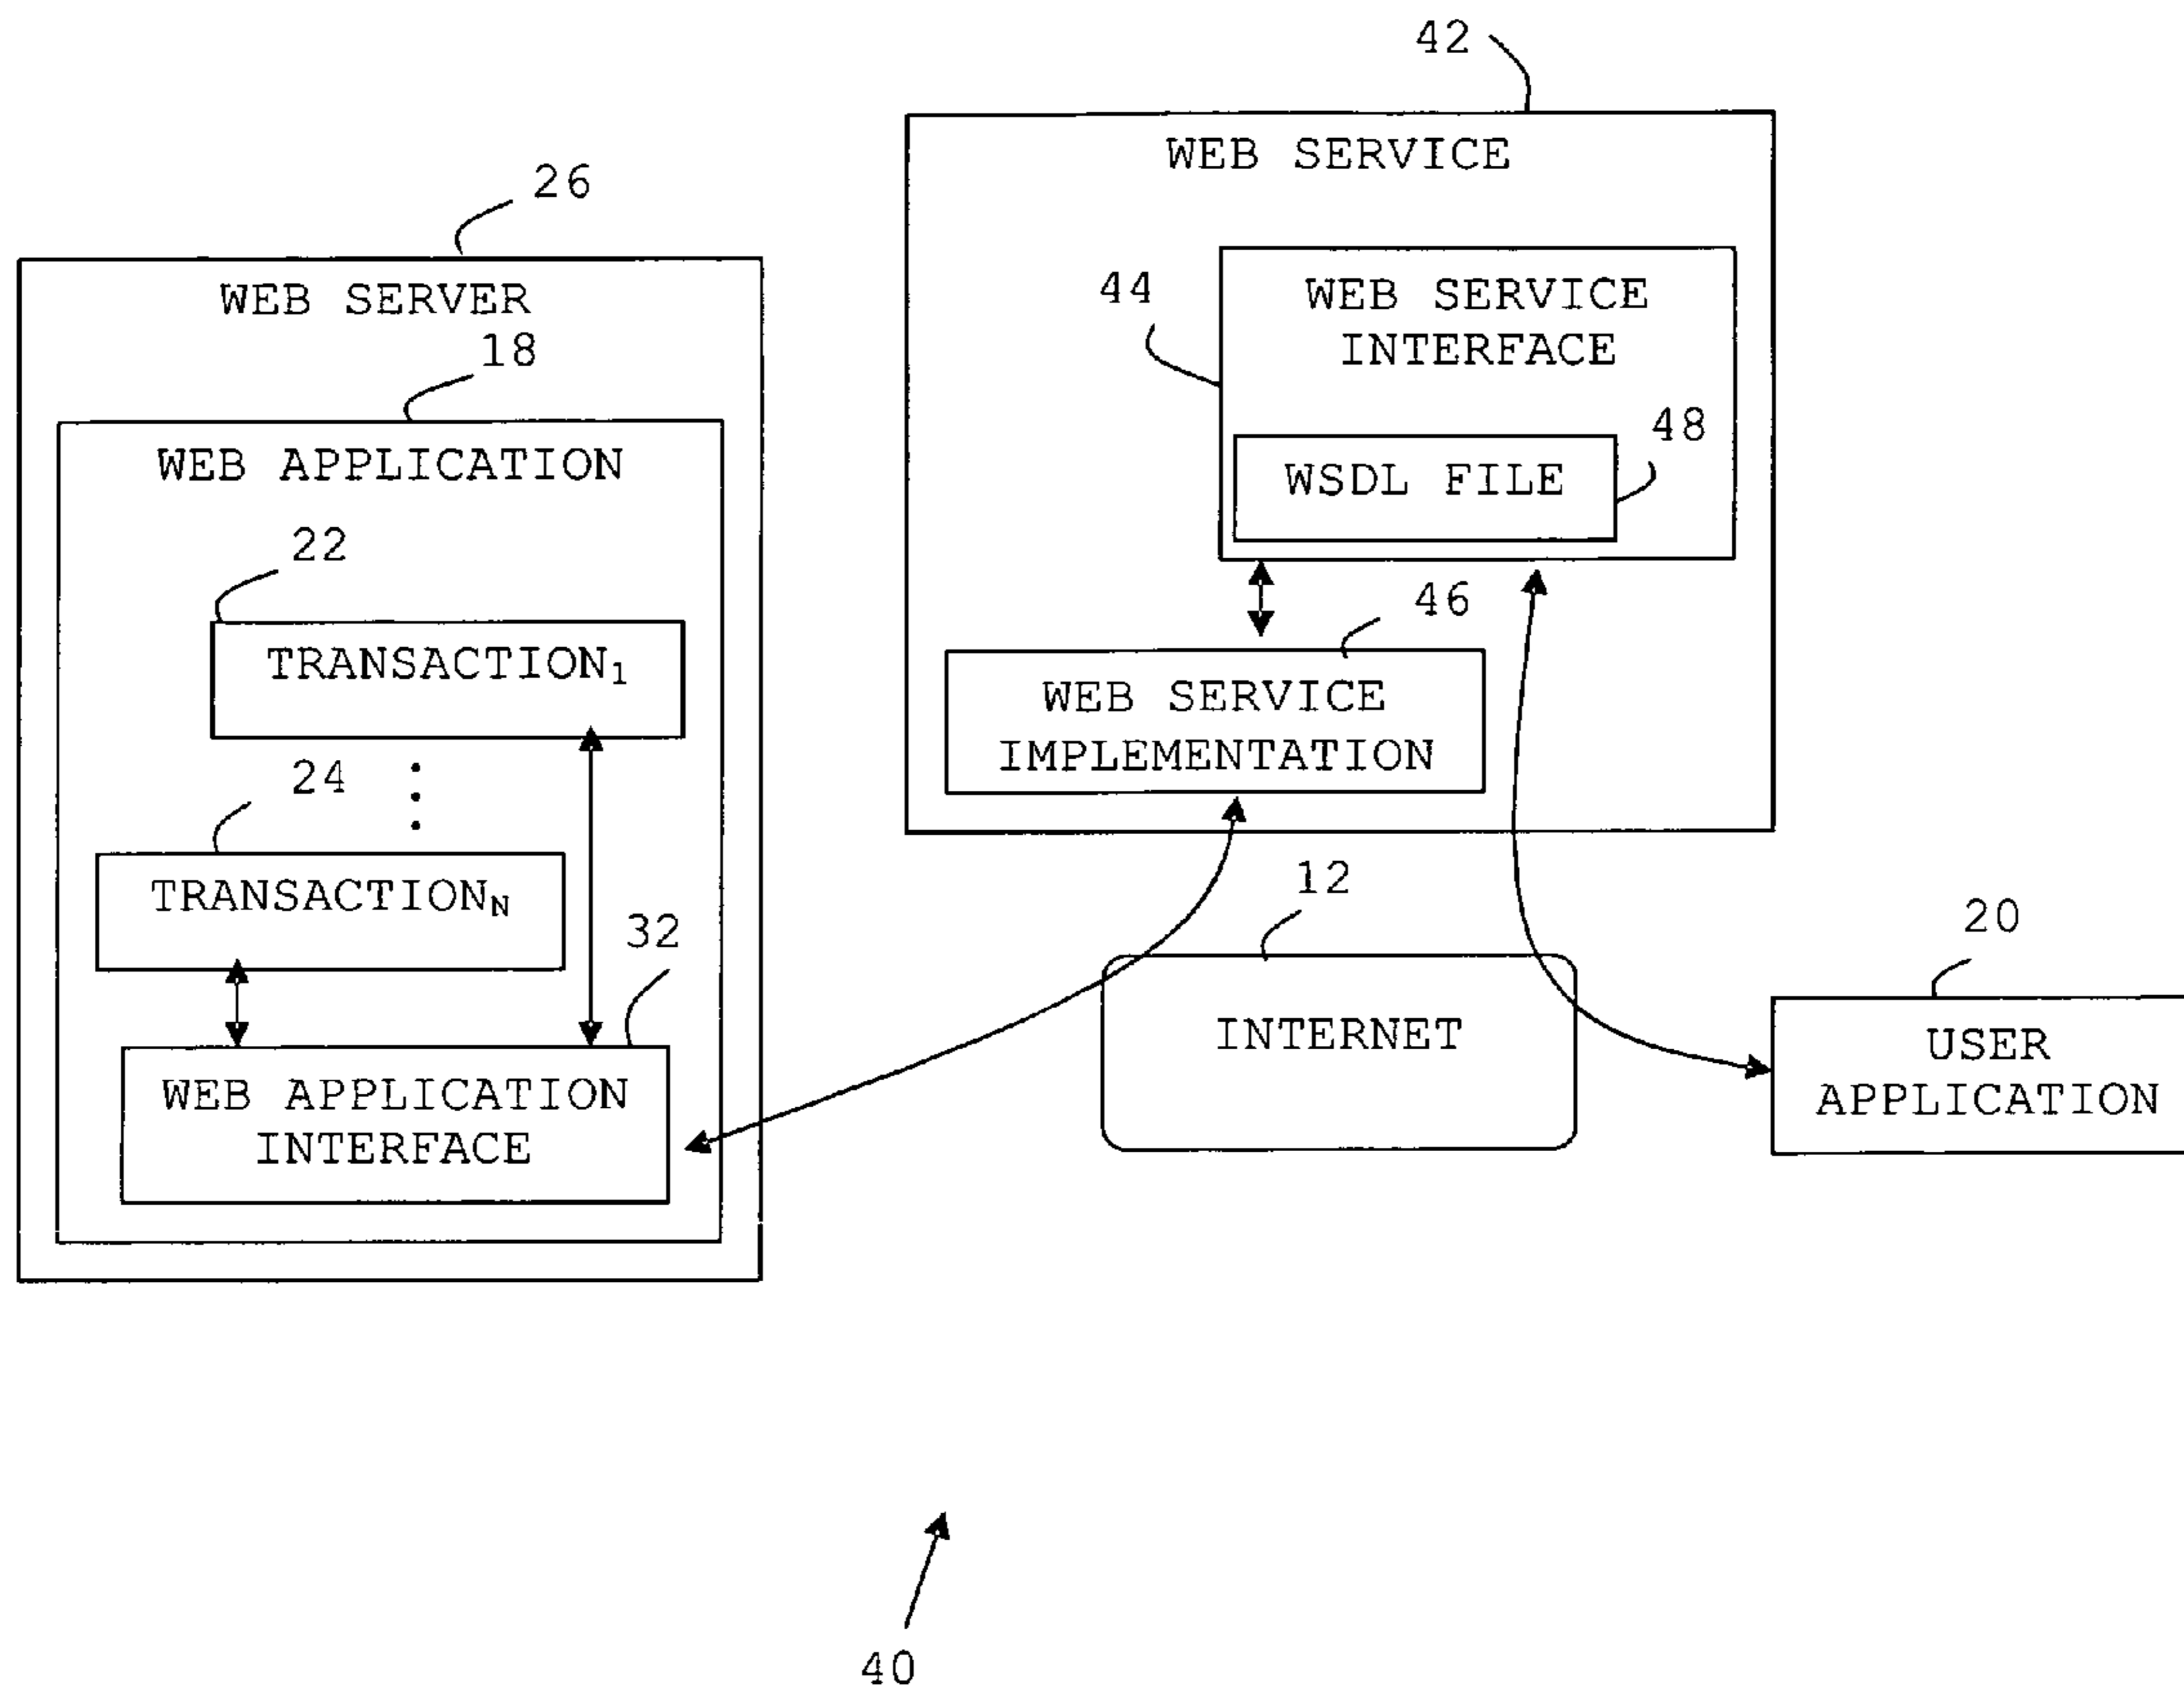 42
WEB SERVICE
26
WEB SERVER
44
WEB SERVICE
INTERFACE
18
WEB APPLICATION
48
WSDL FILE
22
TRANSACTION₁
46
WEB SERVICE
IMPLEMENTATION
24
TRANSACTIONN
32
12
INTERNET
20
USER
APPLICATION
WEB APPLICATION
INTERFACE
40